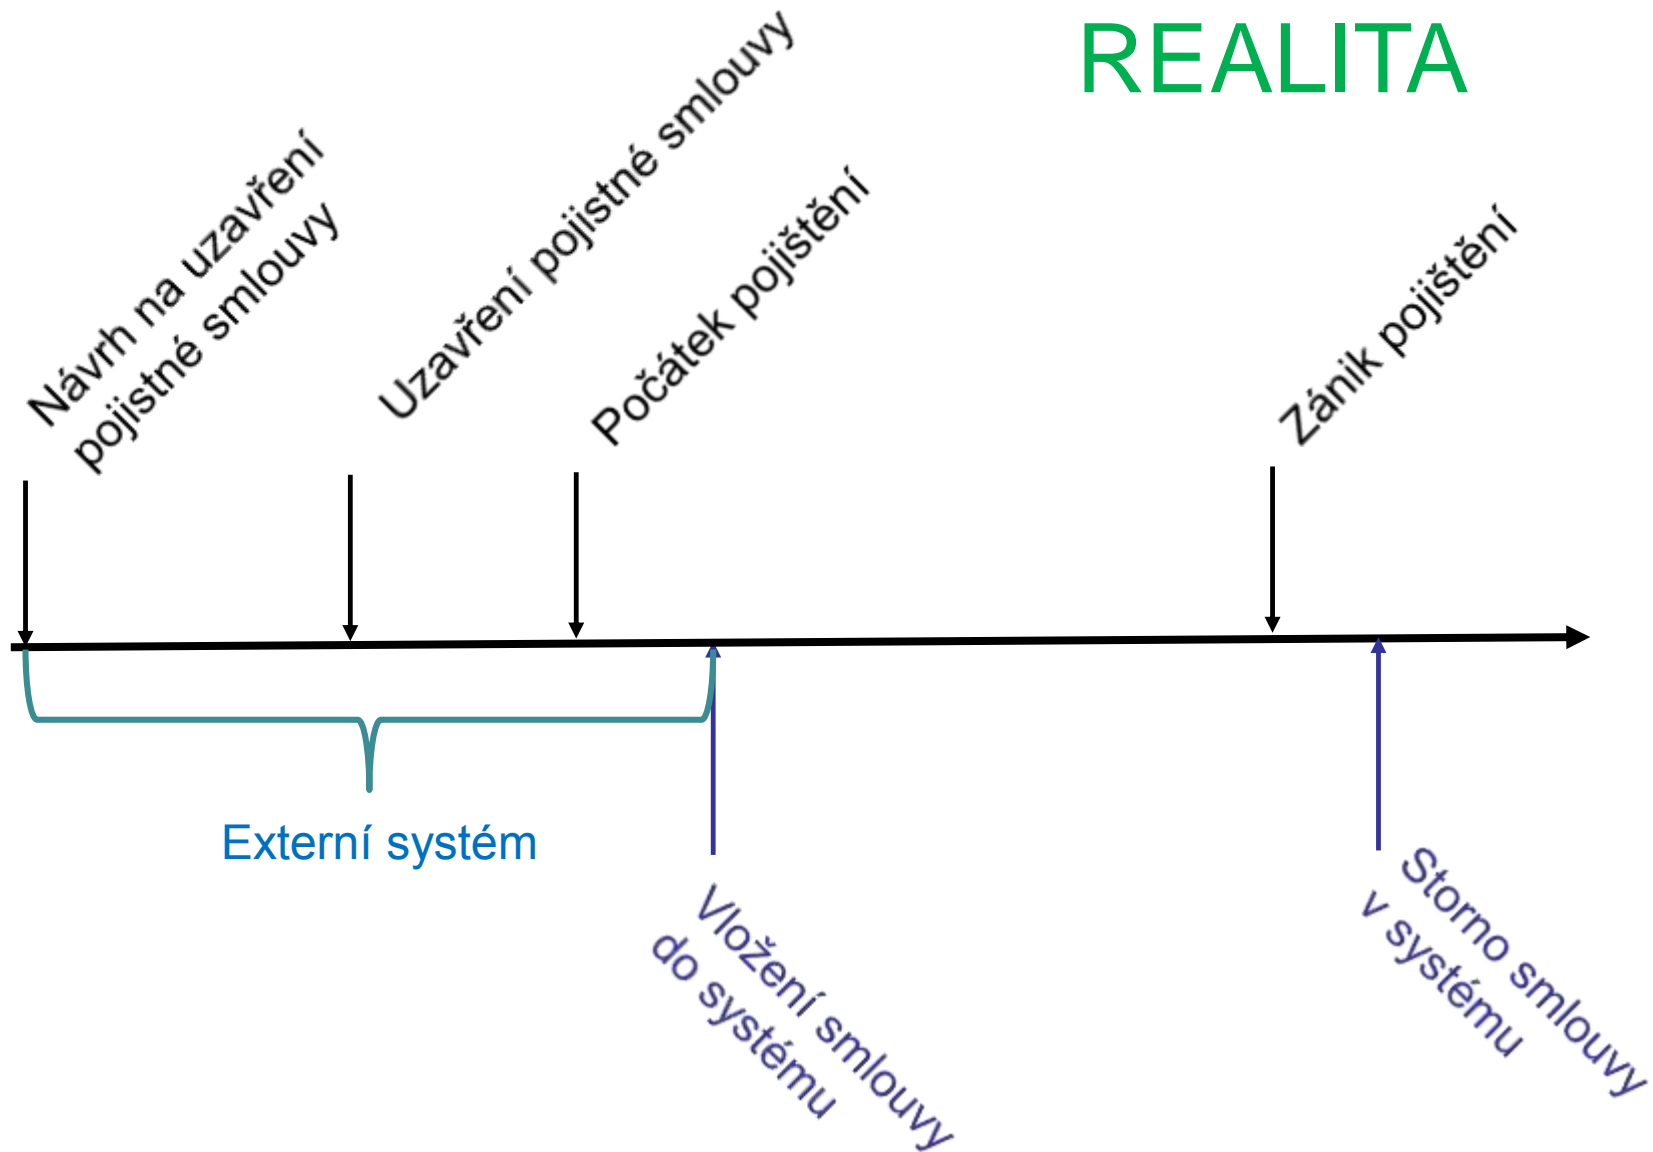 REALITA
Návrh na uzavření
pojistné smlouvy
Uzavření pojistné smlouvy
Počátek pojištění
Zánik pojištění
Externí systém
Vložení smlouvy
do systému
Storno smlouvy
v systému